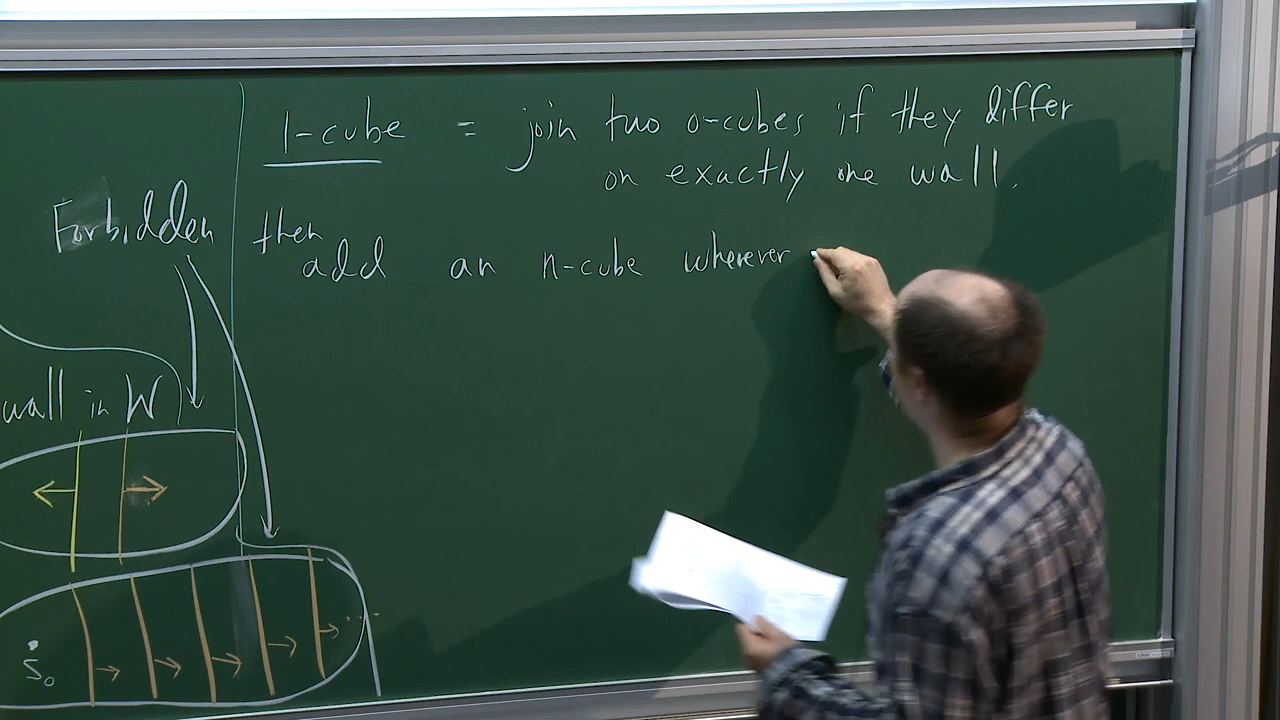 1-cube = join two 0-cubes if they differ
on exactly one wall.
then
add an n-cube wherever
Forbidden
wall in W
S₀